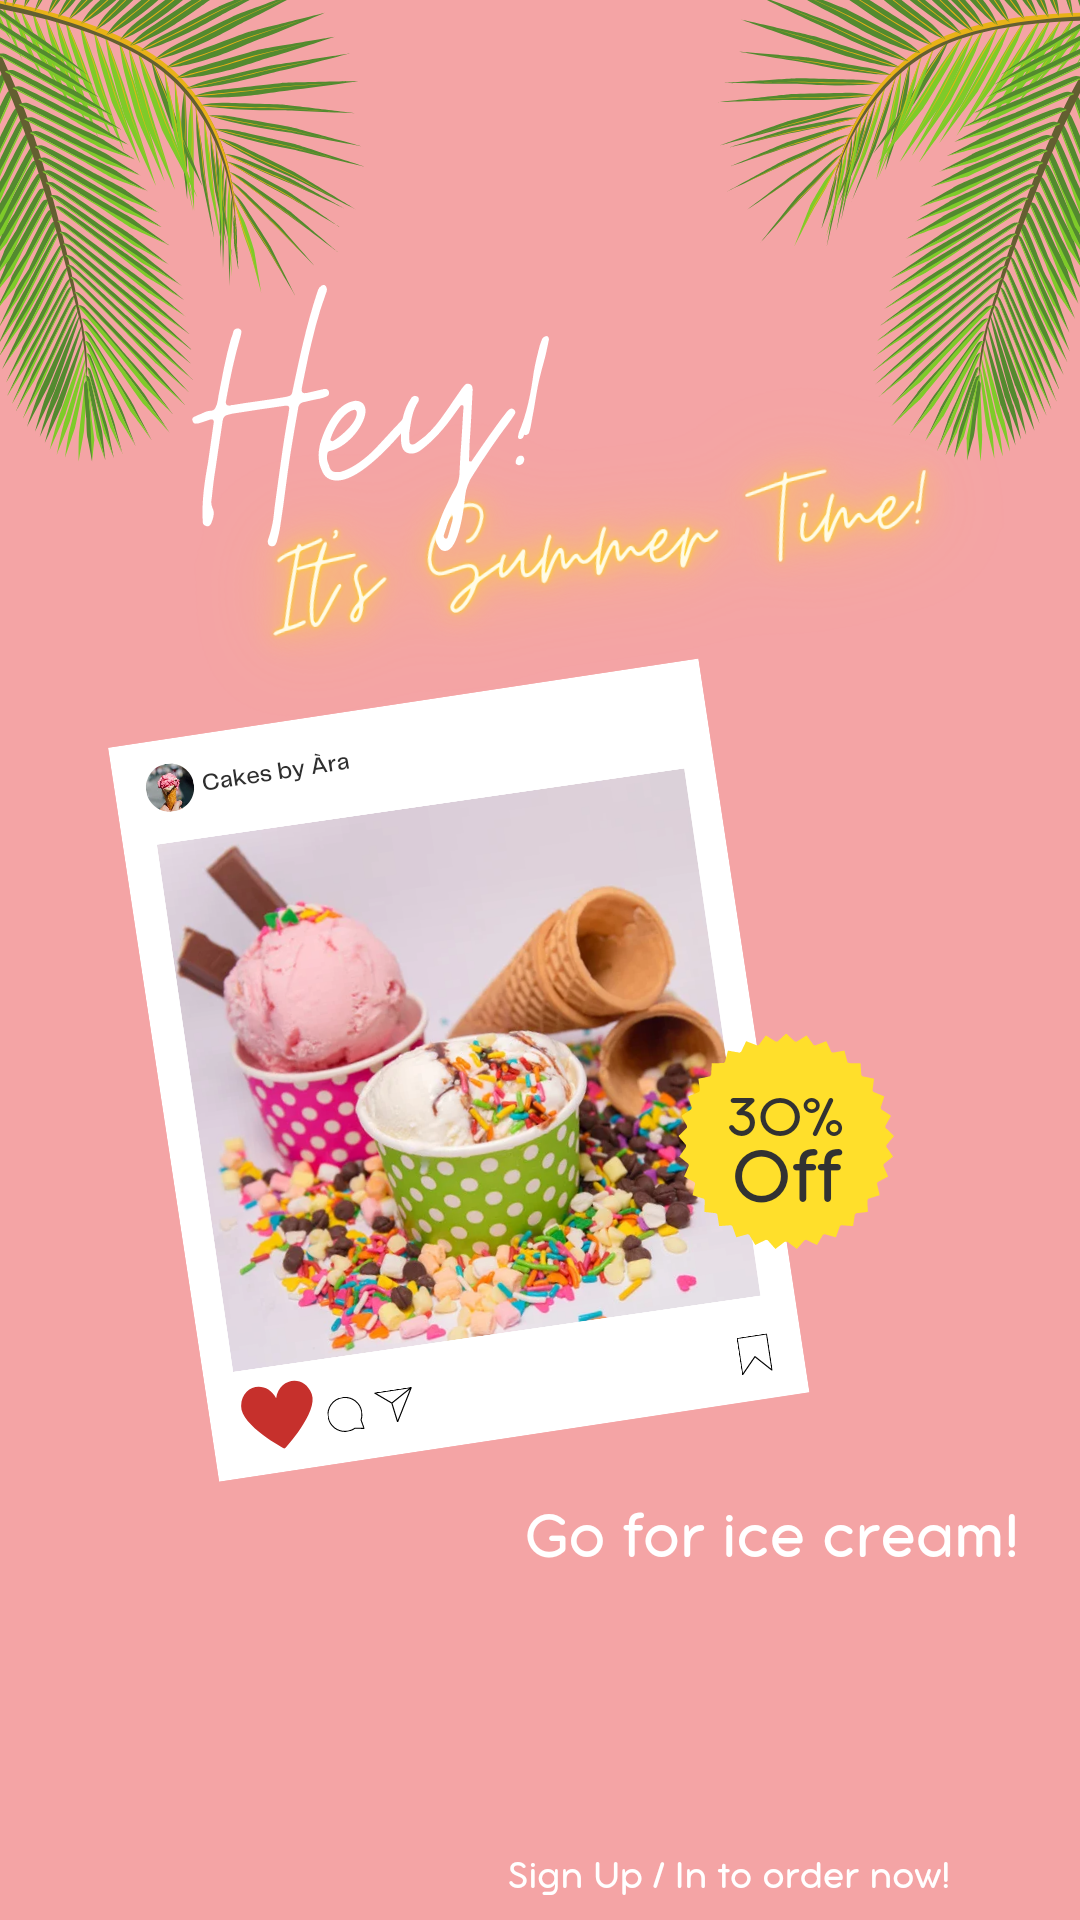 Hey!
It's Summer Time!
Cakes by Àra
30%
Off
Go for ice cream!
Sign Up / In to order now!